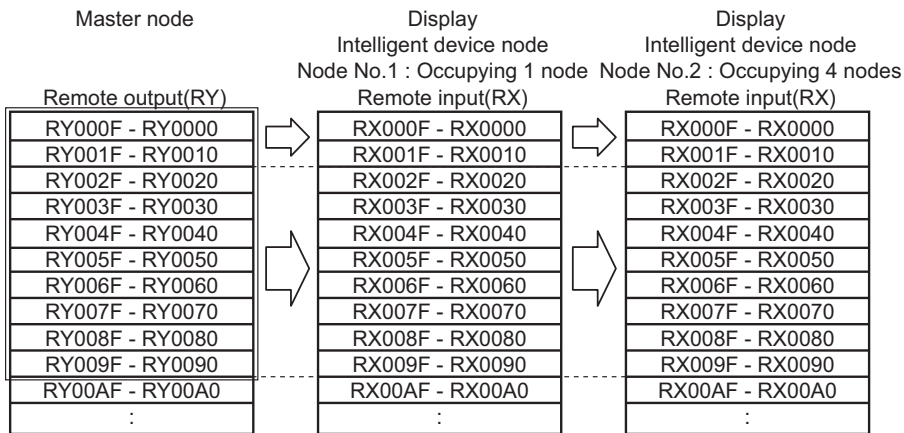 Master node Display Display
Intelligent device node Intelligent device node
Node No.1 : Occupying 1 node Node No.2 : Occupying 4 nodes
Remote output(RY) Remote input(RX) Remote input(RX)
RY000F - RY0000 RX000F - RX0000 RX000F - RX0000
RY001F - RY0010 RX001F - RX0010 RX001F - RX0010
RY002F - RY0020 RX002F - RX0020 RX002F - RX0020
RY003F - RY0030 RX003F - RX0030 RX003F - RX0030
RY004F - RY0040 RX004F - RX0040 RX004F - RX0040
RY005F - RY0050 RX005F - RX0050 RX005F - RX0050
RY006F - RY0060 RX006F - RX0060 RX006F - RX0060
RY007F - RY0070 RX007F - RX0070 RX007F - RX0070
RY008F - RY0080 RX008F - RX0080 RX008F - RX0080
RY009F - RY0090 RX009F - RX0090 RX009F - RX0090
RY00AF - RY00A0 RX00AF - RX00A0 RX00AF - RX00A0
: : :